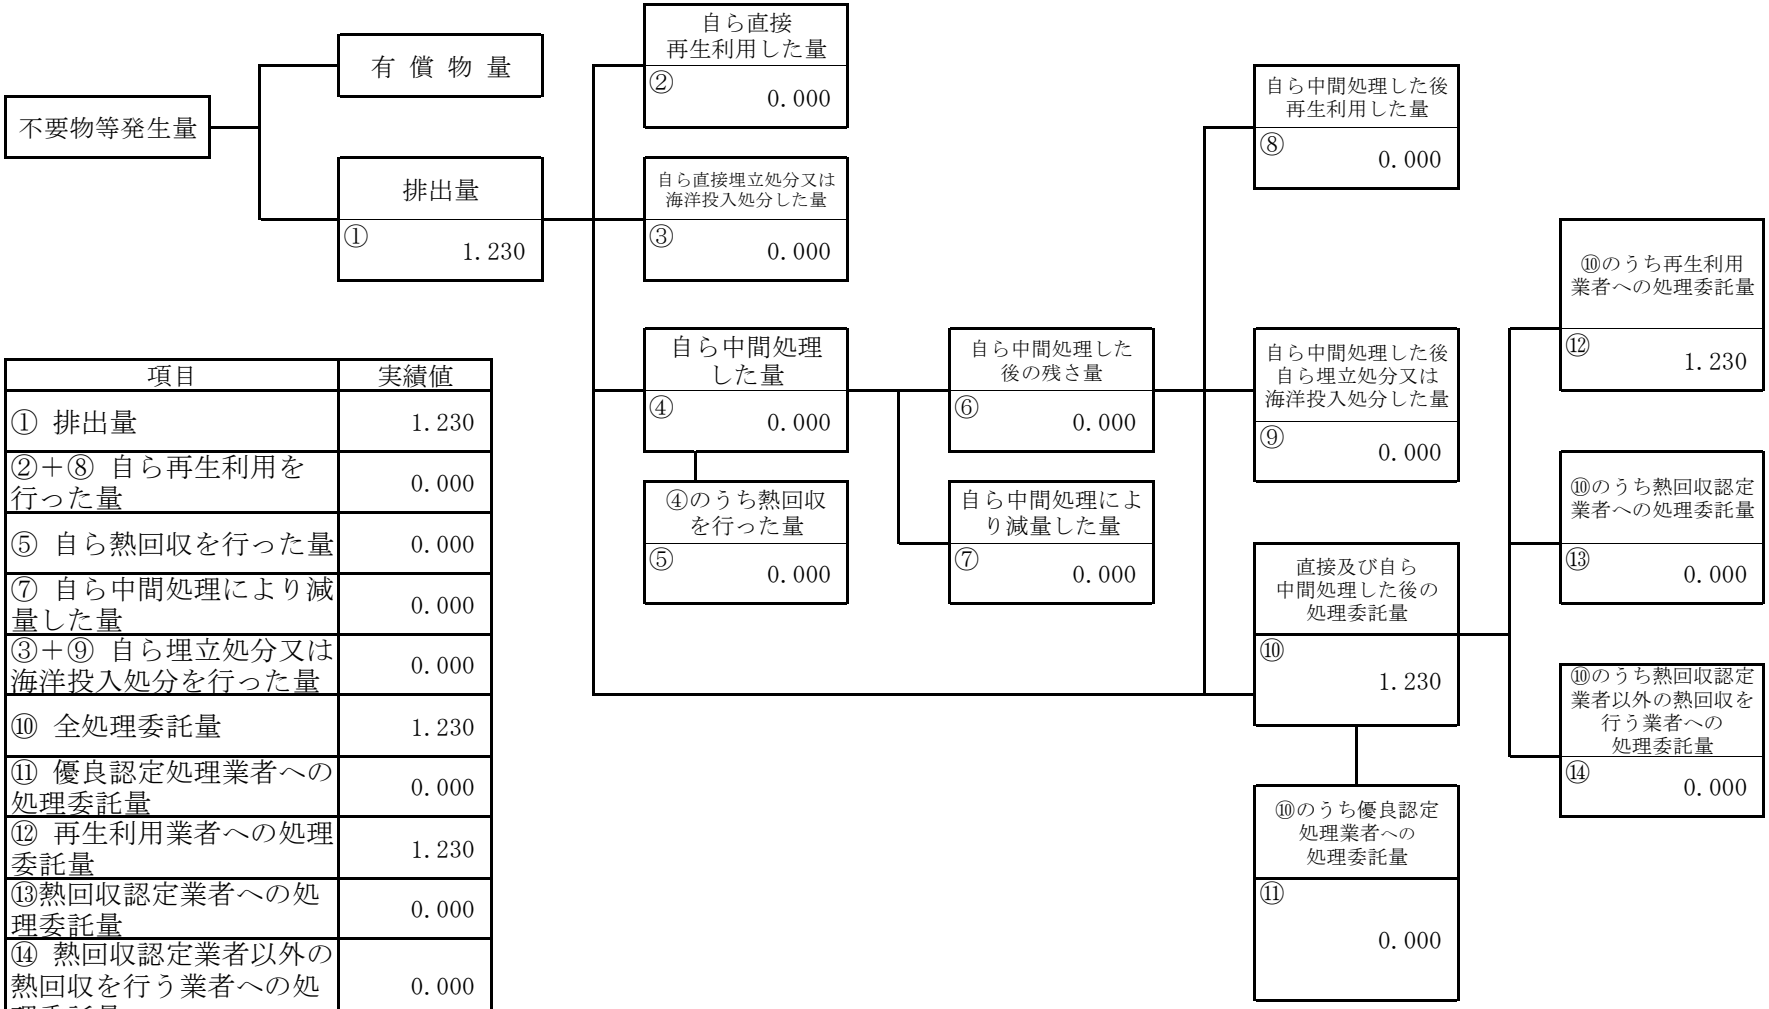 不要物等発生量
有 償 物 量
排出量
①
1.230
自ら直接
再生利用した量
②
0.000
自ら直接埋立処分又は
海洋投入処分した量
③
0.000
自ら中間処理
した量
④
0.000
④のうち熱回収
を行った量
⑤
0.000
自ら中間処理した
後の残さ量
⑥
0.000
自ら中間処理によ
り減量した量
⑦
0.000
自ら中間処理した後
再生利用した量
⑧
0.000
自ら中間処理した後
自ら埋立処分又は
海洋投入処分した量
⑨
0.000
直接及び自ら
中間処理した後の
処理委託量
⑩
1.230
⑩のうち優良認定
処理業者への
処理委託量
⑪
0.000
⑩のうち再生利用
業者への処理委託量
⑫
1.230
⑩のうち熱回収認定
業者への処理委託量
⑬
0.000
⑩のうち熱回収認定
業者以外の熱回収を
行う業者への
処理委託量
⑭
0.000
項目 実績値
① 排出量 1.230
②＋⑧ 自ら再生利用を
行った量 0.000
⑤ 自ら熱回収を行った量 0.000
⑦ 自ら中間処理により減
量した量 0.000
③＋⑨ 自ら埋立処分又は
海洋投入処分を行った量 0.000
⑩ 全処理委託量 1.230
⑪ 優良認定処理業者への
処理委託量 0.000
⑫ 再生利用業者への処理
委託量 1.230
⑬熱回収認定業者への処
理委託量 0.000
⑭ 熱回収認定業者以外の
熱回収を行う業者への処 0.000